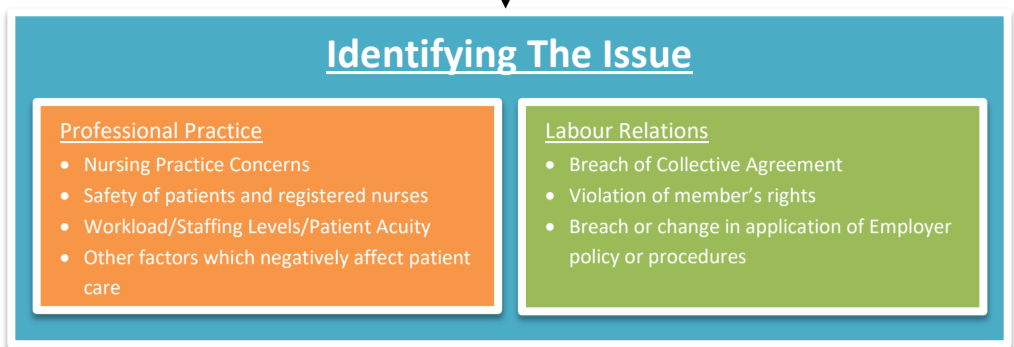 Identifying The Issue
Professional Practice
• Nursing Practice Concerns
• Safety of patients and registered nurses
• Workload/Staffing Levels/Patient Acuity
• Other factors which negatively affect patient
care
Labour Relations
• Breach of Collective Agreement
• Violation of member’s rights
• Breach or change in application of Employer
policy or procedures